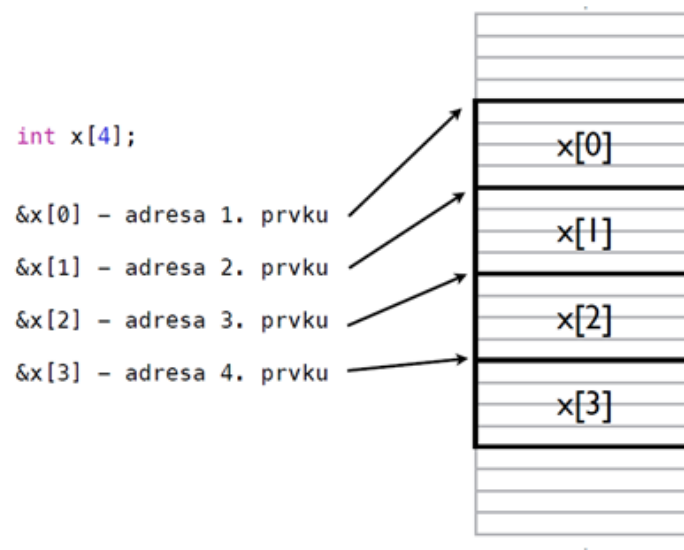 int x[4];
&x[0] – adresa 1. prvku
&x[1] – adresa 2. prvku
&x[2] – adresa 3. prvku
&x[3] – adresa 4. prvku
x[0]
x[1]
x[2]
x[3]